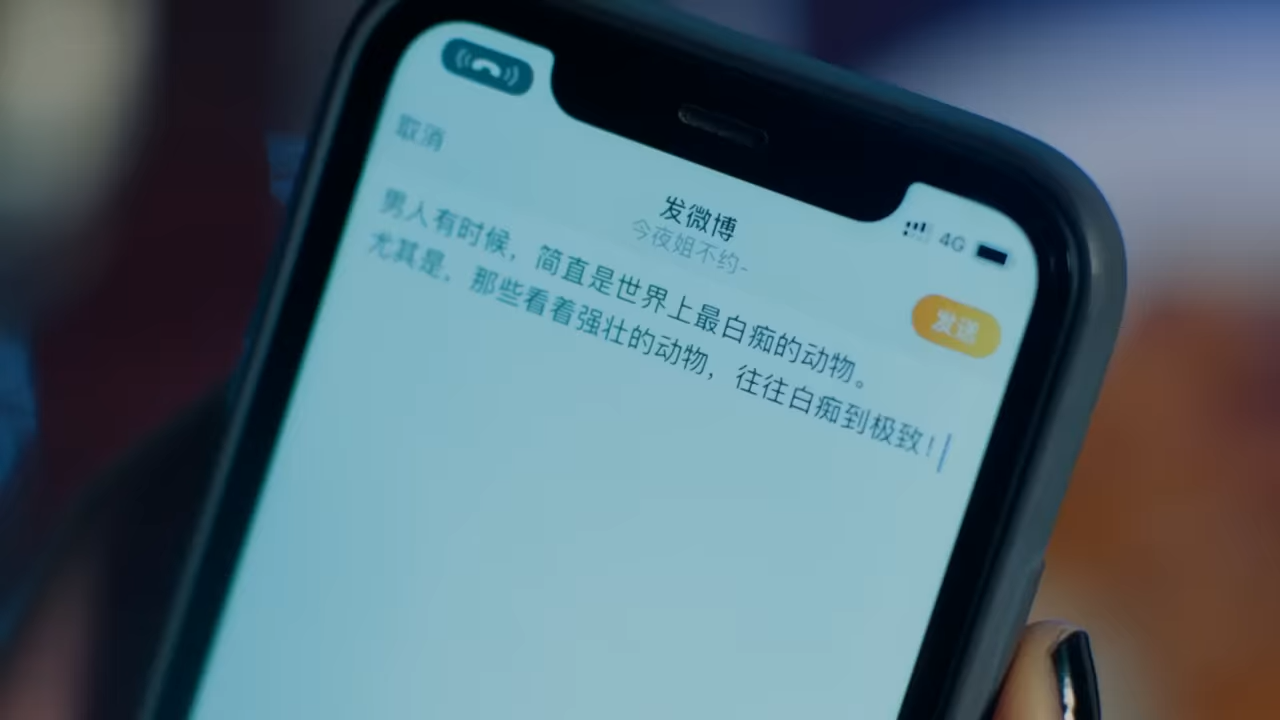 取消
发微博
今夜姐不约-
4G
发送
男人有时候，简直是世界上最白痴的动物。
尤其是，那些看着强壮的动物，往往白痴到极致！